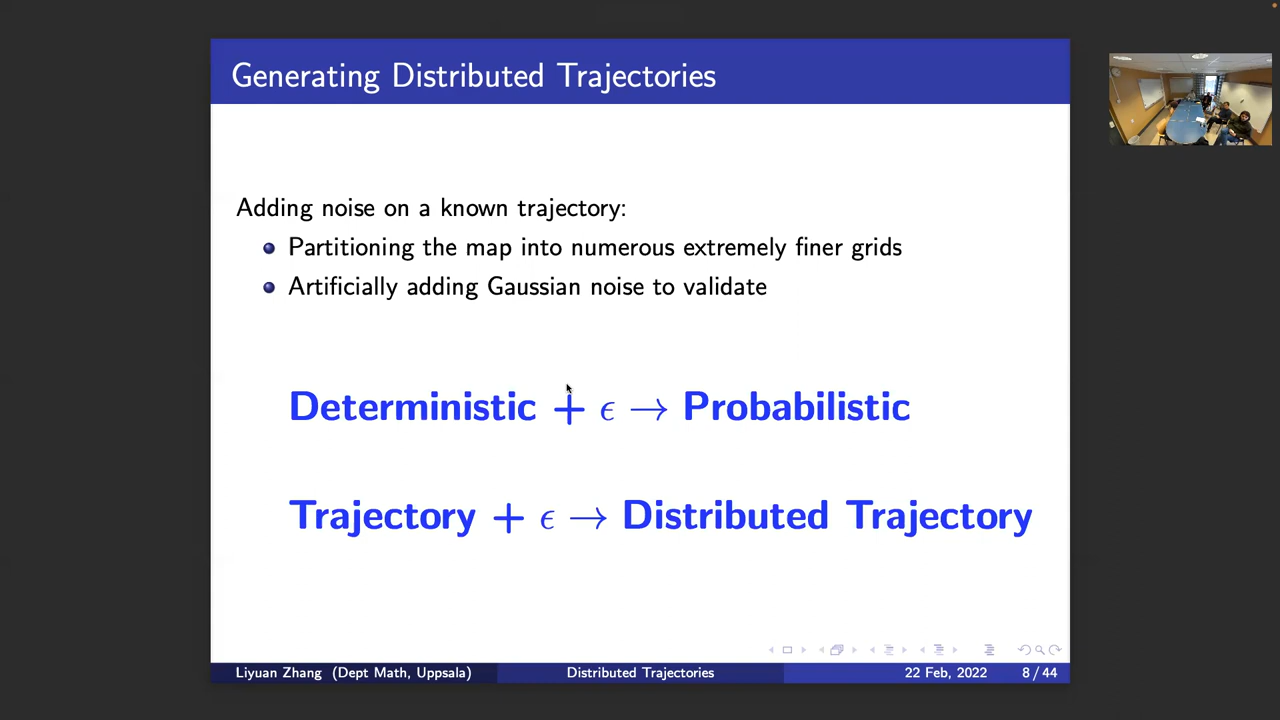 Generating Distributed Trajectories
Adding noise on a known trajectory:
Partitioning the map into numerous extremely finer grids
Artificially adding Gaussian noise to validate
Deterministic + ϵ → Probabilistic
Trajectory + ϵ → Distributed Trajectory
Liyuan Zhang (Dept Math, Uppsala) Distributed Trajectories 22 Feb, 2022 8 / 44